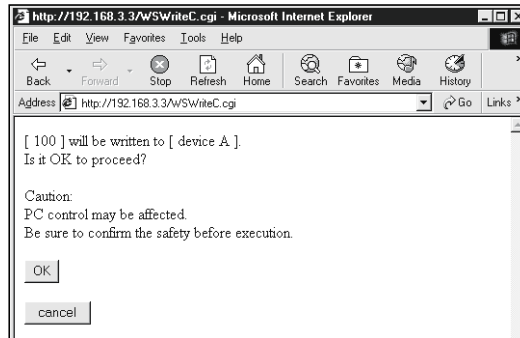 http://192.168.3.3/WSWriteC.cgi - Microsoft Internet Explorer
File Edit View Favorites Tools Help
Back Forward Stop Refresh Home Search Favorites Media History
Address http://192.168.3.3/WSWriteC.cgi Go Links
[ 100 ] will be written to [ device A ].
Is it OK to proceed?
Caution:
PC control may be affected.
Be sure to confirm the safety before execution.
OK
cancel